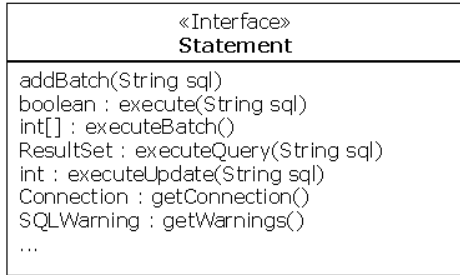 «Interface»
Statement
addBatch(String sql)
boolean : execute(String sql)
int[] : executeBatch()
ResultSet : executeQuery(String sql)
int : executeUpdate(String sql)
Connection : getConnection()
SQLWarning : getWarnings()
...